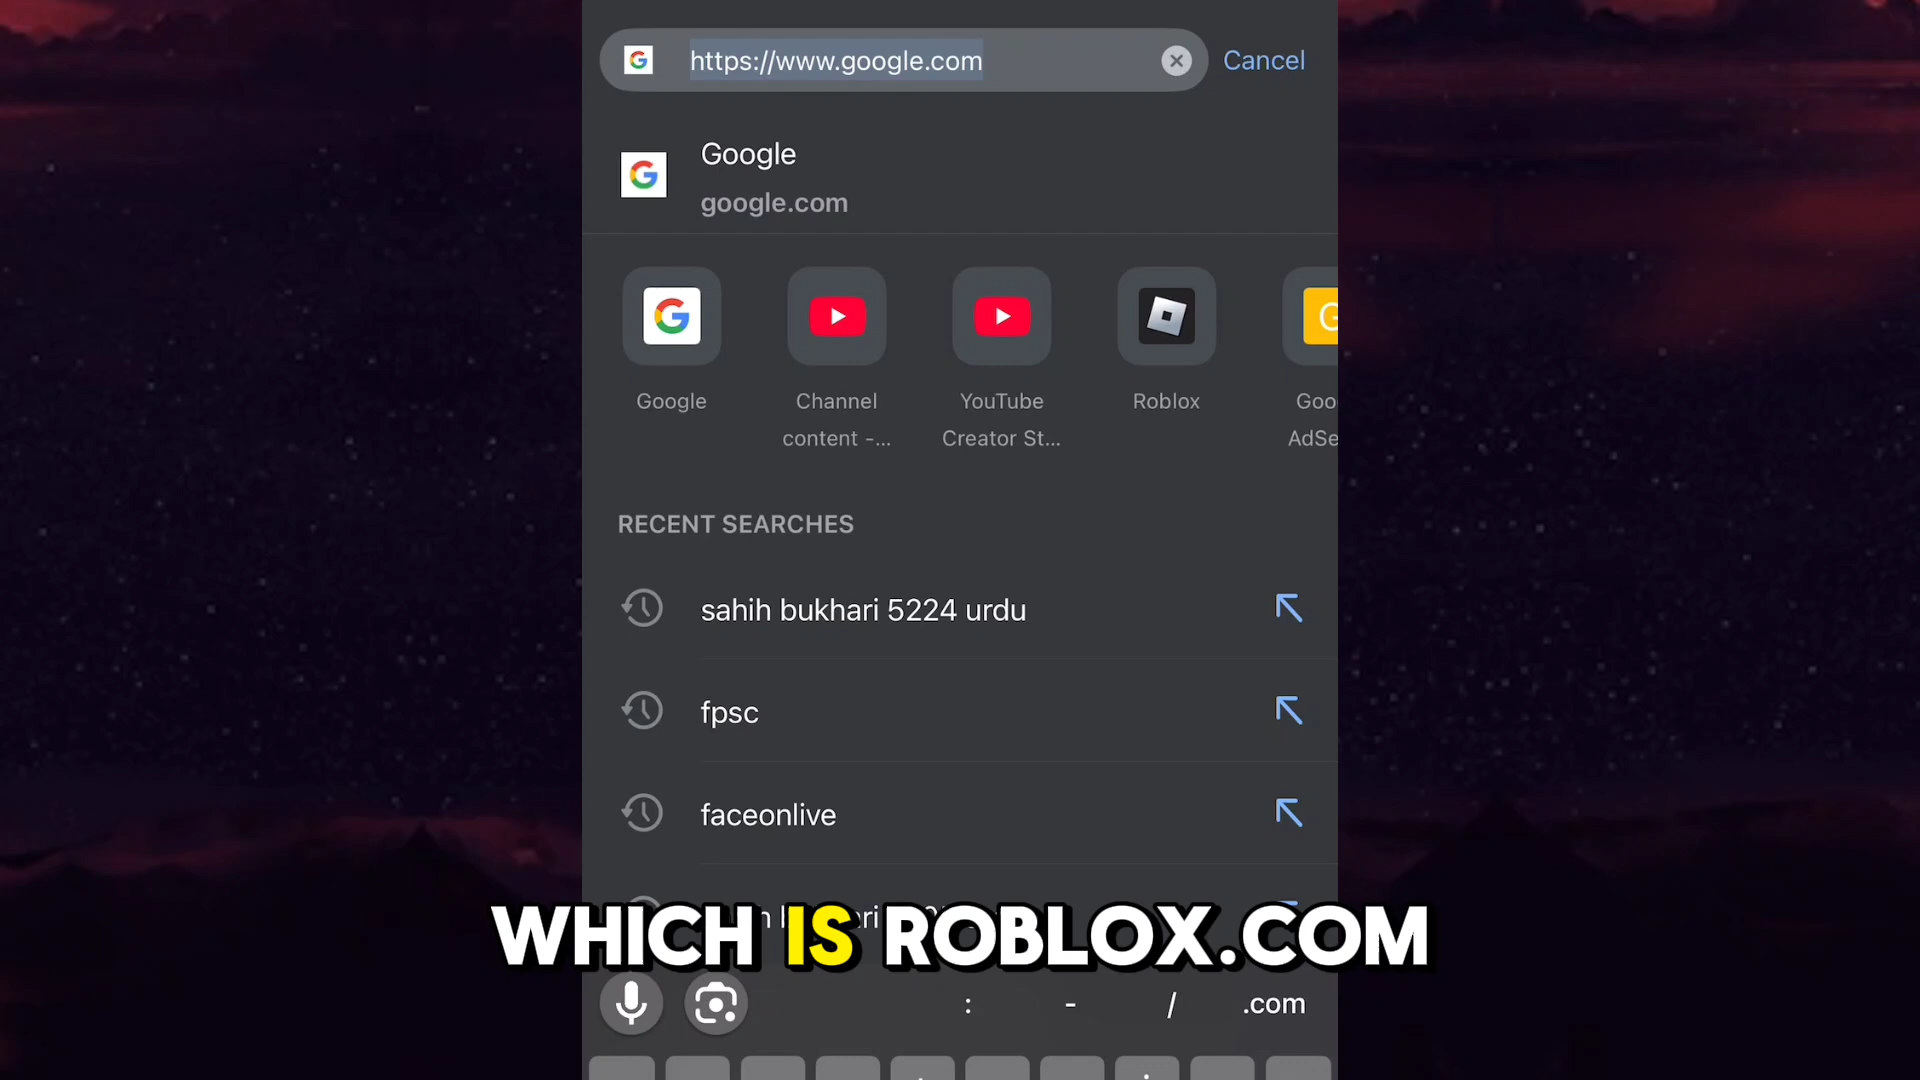 https://www.google.com
Cancel
Google
google.com
Google
Channel
content -...
YouTube
Creator St...
Roblox
Goo
AdSe
RECENT SEARCHES
sahih bukhari 5224 urdu
fpsc
faceonlive
WHICH IS ROBLOX.COM
: - / .com